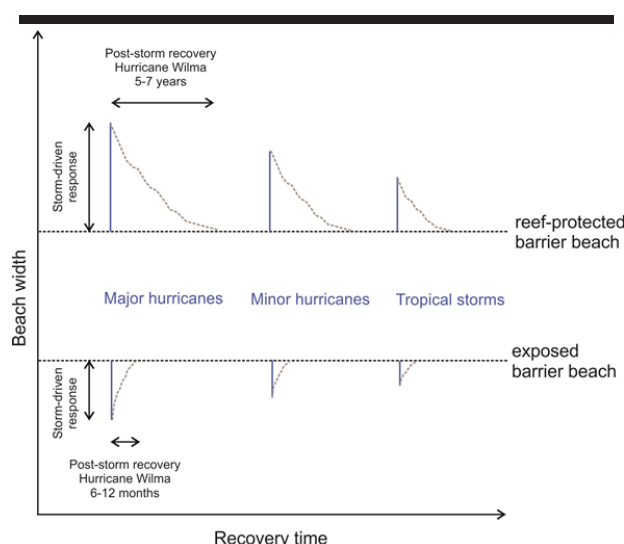 Post-storm recovery
Hurricane Wilma
5-7 years
Storm-driven
response
reef-protected
barrier beach
Beach width
Major hurricanes
Minor hurricanes
Tropical storms
exposed
barrier beach
Storm-driven
response
Post-storm recovery
Hurricane Wilma
6-12 months
Recovery time